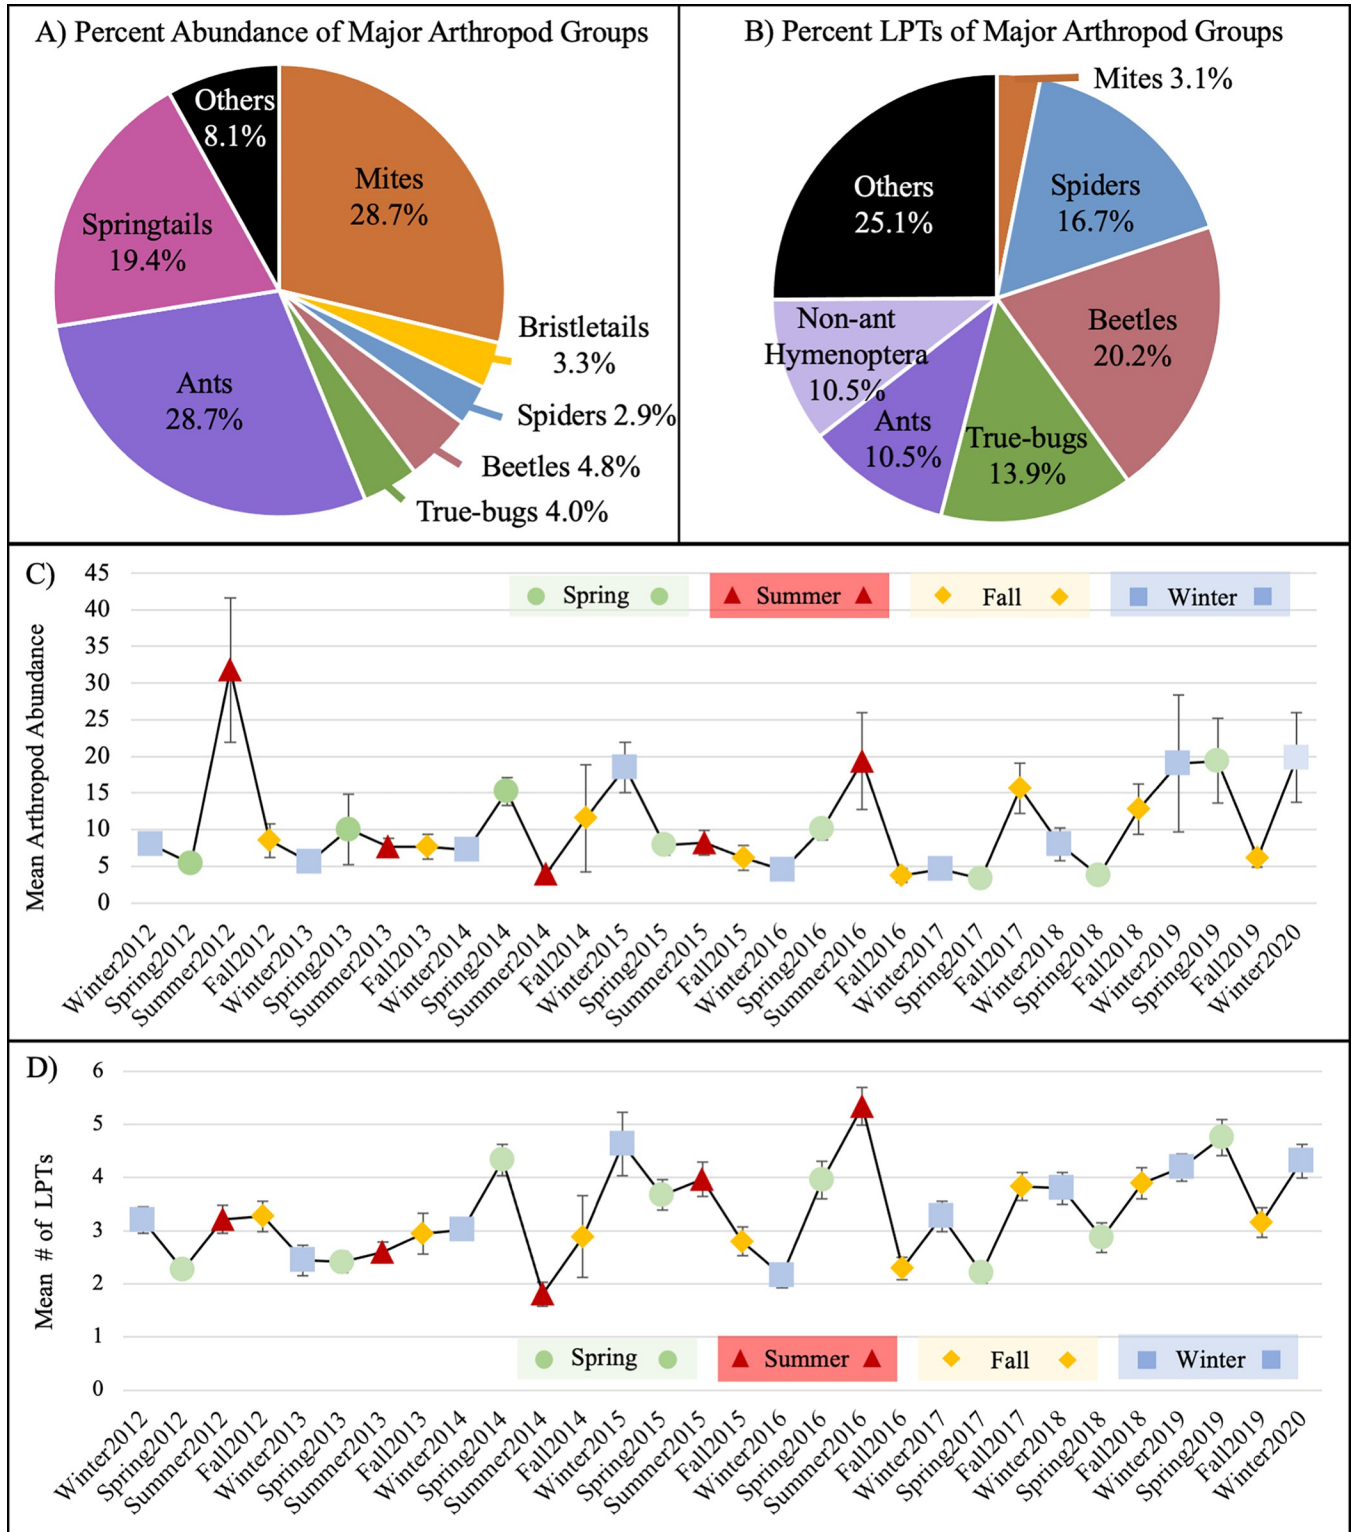 A) Percent Abundance of Major Arthropod Groups
Others
8.1%
Mites
28.7%
Springtails
19.4%
Bristletails
3.3%
Ants
28.7%
Spiders 2.9%
Beetles 4.8%
True-bugs 4.0%
B) Percent LPTs of Major Arthropod Groups
Mites 3.1%
Others
25.1%
Spiders
16.7%
Beetles
20.2%
Non-ant
Hymenoptera
10.5%
Ants
10.5%
True-bugs
13.9%
C)
Mean Arthropod Abundance
45
40
35
30
25
20
15
10
5
0
Spring
Summer
Fall
Winter
Winter2012
Spring2012
Summer2012
Fall2012
Winter2013
Spring2013
Summer2013
Fall2013
Winter2014
Spring2014
Summer2014
Fall2014
Winter2015
Spring2015
Summer2015
Fall2015
Winter2016
Spring2016
Summer2016
Fall2016
Winter2017
Spring2017
Fall2017
Winter2018
Spring2018
Fall2018
Winter2019
Spring2019
Fall2019
Winter2020
D)
Mean # of LPTs
6
5
4
3
2
1
0
Spring
Summer
Fall
Winter
Winter2012
Spring2012
Summer2012
Fall2012
Winter2013
Spring2013
Summer2013
Fall2013
Winter2014
Spring2014
Summer2014
Fall2014
Winter2015
Spring2015
Summer2015
Fall2015
Winter2016
Spring2016
Summer2016
Fall2016
Winter2017
Spring2017
Fall2017
Winter2018
Spring2018
Fall2018
Winter2019
Spring2019
Fall2019
Winter2020